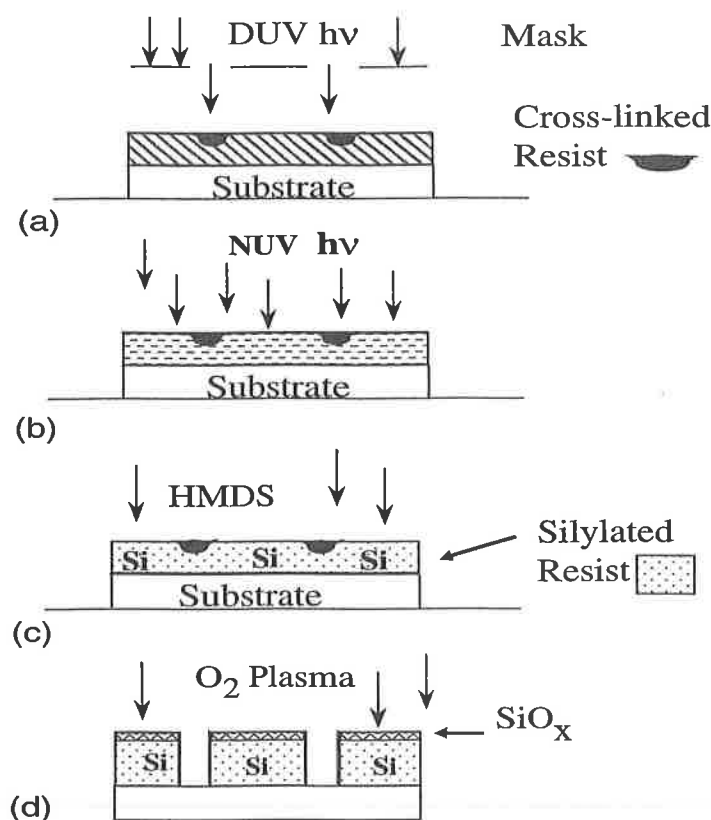 DUV hν
Mask
Cross-linked
Resist
Substrate
(a)
NUV hν
Substrate
(b)
HMDS
Silylated
Resist
Si Si Si
Substrate
(c)
O₂ Plasma
SiOₓ
Si Si Si
(d)